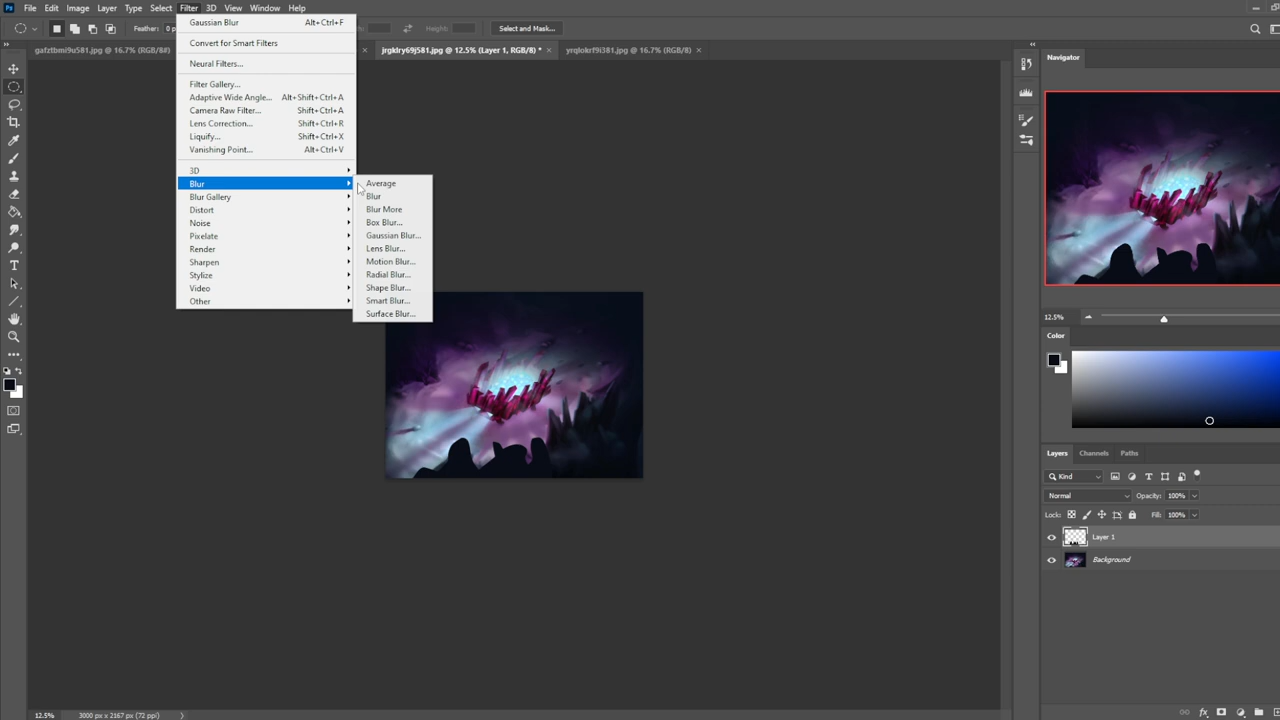 Ps File Edit Image Layer Type Select Filter 3D View Window Help
Feather: 0 p Height: Select and Mask...
gafzttbmi9u581.jpg @ 16.7% (RGB/8#) × jrgklry69j581.jpg @ 12.5% (Layer 1, RGB/8) * × yrqlokrf9i381.jpg @ 16.7% (RGB/8) ×
Gaussian Blur Alt+Ctrl+F
Convert for Smart Filters
Neural Filters...
Filter Gallery...
Adaptive Wide Angle... Alt+Shift+Ctrl+A
Camera Raw Filter... Shift+Ctrl+A
Lens Correction... Shift+Ctrl+R
Liquify... Shift+Ctrl+X
Vanishing Point... Alt+Ctrl+V
3D
Blur
Blur Gallery
Distort
Noise
Pixelate
Render
Sharpen
Stylize
Video
Other
Average
Blur
Blur More
Box Blur...
Gaussian Blur...
Lens Blur...
Motion Blur...
Radial Blur...
Shape Blur...
Smart Blur...
Surface Blur...
Navigator
12.5%
Color
Layers Channels Paths
Kind
Normal Opacity: 100%
Lock: Fill: 100%
Layer 1
Background
fx
12.5% 3000 px x 2167 px (72 ppi)